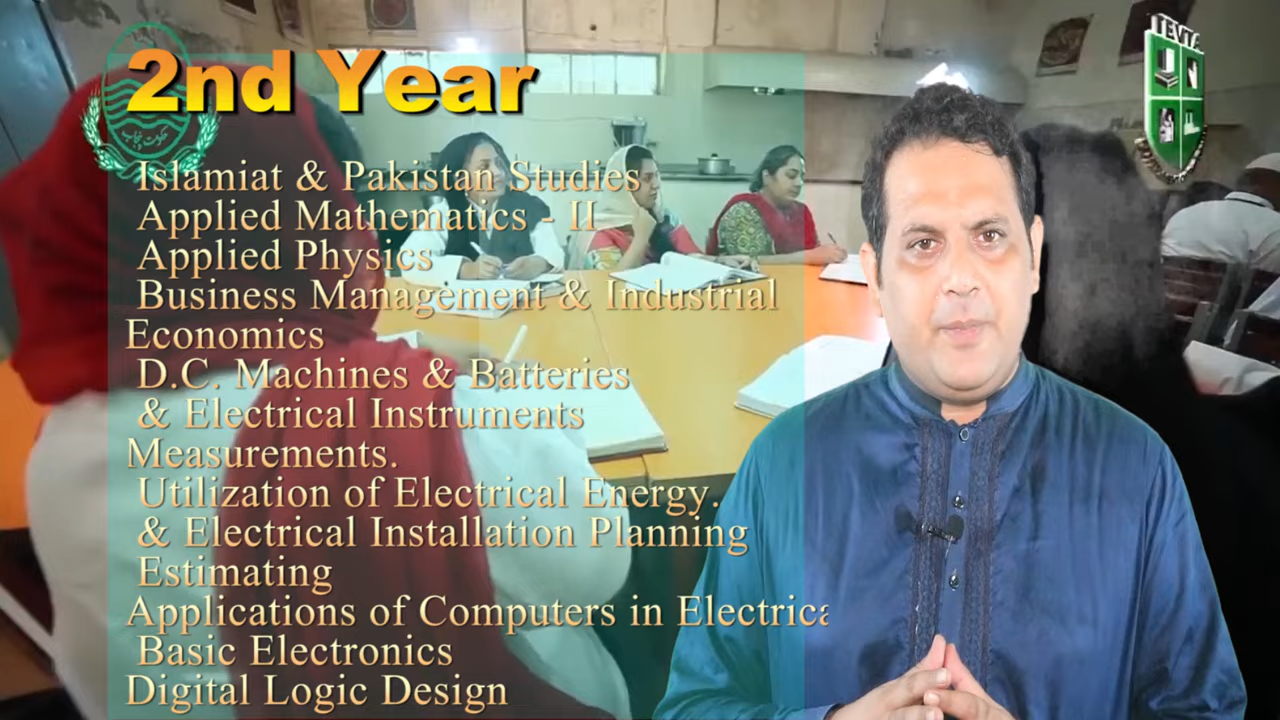 2nd Year
TEVTA
حکومت پنجاب
Islamiat & Pakistan Studies
Applied Mathematics - II
Applied Physics
Business Management & Industrial
Economics
D.C. Machines & Batteries
& Electrical Instruments
Measurements.
Utilization of Electrical Energy.
& Electrical Installation Planning
Estimating
Applications of Computers in Electrica
Basic Electronics
Digital Logic Design